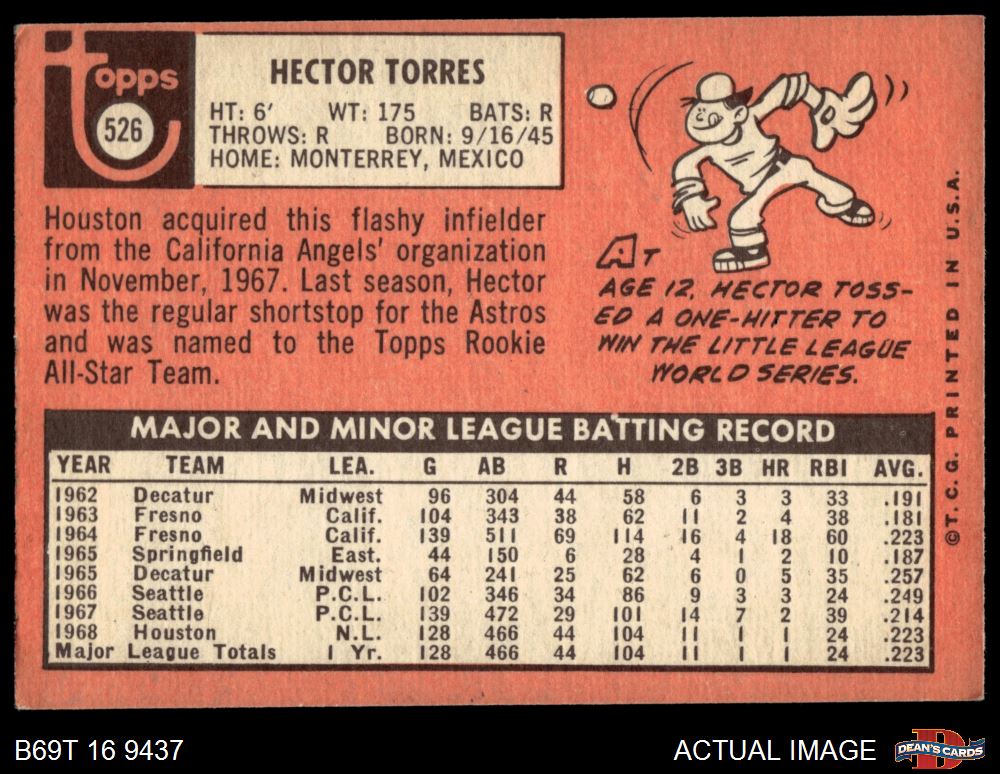 Topps
526
HECTOR TORRES
HT: 6' WT: 175 BATS: R
THROWS: R BORN: 9/16/45
HOME: MONTERREY, MEXICO
Houston acquired this flashy infielder
from the California Angels' organization
in November, 1967. Last season, Hector
was the regular shortstop for the Astros
and was named to the Topps Rookie
All-Star Team.
AT
AGE 12, HECTOR TOSS-
ED A ONE-HITTER TO
WIN THE LITTLE LEAGUE
WORLD SERIES.
MAJOR AND MINOR LEAGUE BATTING RECORD
YEAR TEAM LEA. G AB R H 2B 3B HR RBI AVG.
1962 Decatur Midwest 96 304 44 58 6 3 3 33 .191
1963 Fresno Calif. 104 343 38 62 11 2 4 38 .181
1964 Fresno Calif. 139 511 69 114 16 4 18 60 .223
1965 Springfield East. 44 150 6 28 4 1 2 10 .187
1965 Decatur Midwest 64 241 25 62 6 0 5 35 .257
1966 Seattle P.C.L. 102 346 34 86 9 3 3 24 .249
1967 Seattle P.C.L. 139 472 29 101 14 7 2 39 .214
1968 Houston N.L. 128 466 44 104 11 1 1 24 .223
Major League Totals 1 Yr. 128 466 44 104 11 1 1 24 .223
©T. C. G. PRINTED IN U.S.A.
B69T 16 9437
ACTUAL IMAGE
D
DEAN'S CARDS